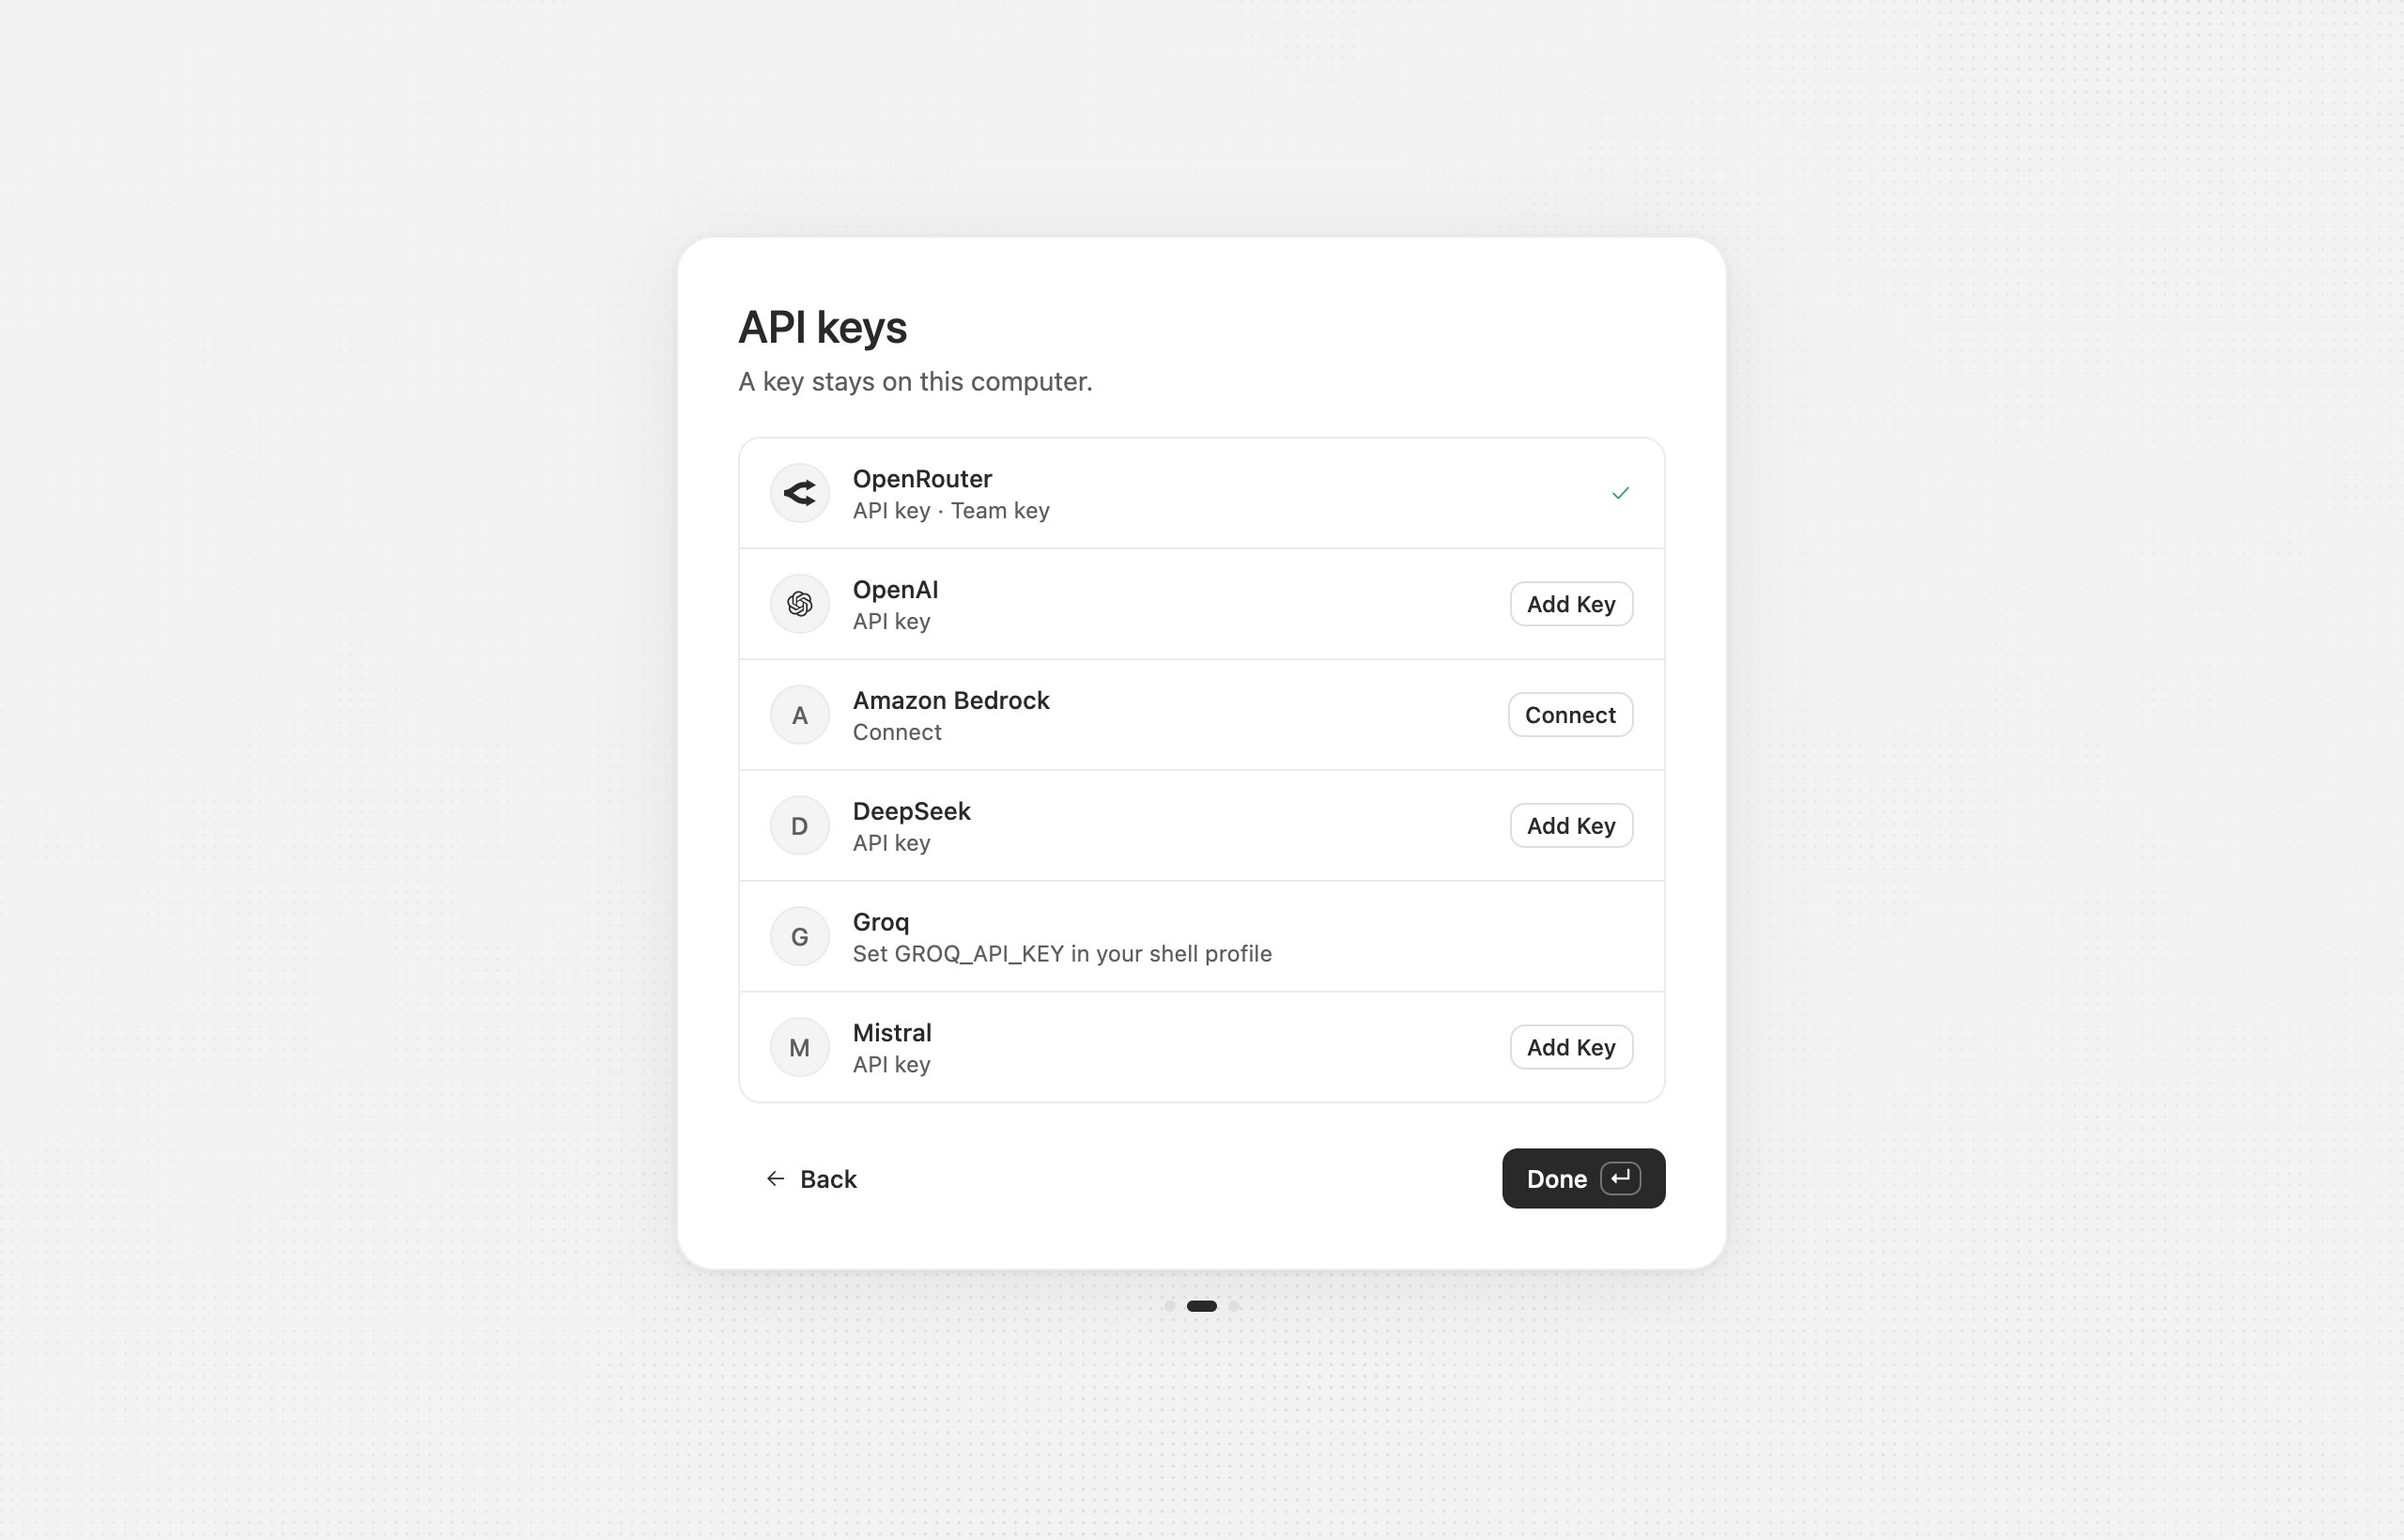 API keys
A key stays on this computer.
OpenRouter
API key · Team key
OpenAI
API key
Add Key
A
Amazon Bedrock
Connect
Connect
D
DeepSeek
API key
Add Key
G
Groq
Set GROQ_API_KEY in your shell profile
M
Mistral
API key
Add Key
Back
Done